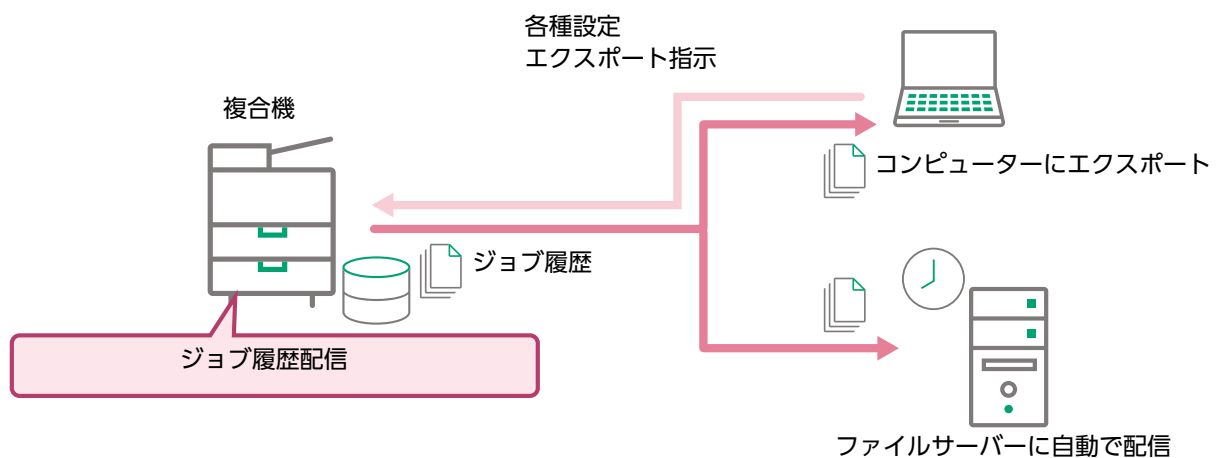 各種設定
エクスポート指示
複合機
コンピューターにエクスポート
ジョブ履歴
ジョブ履歴配信
ファイルサーバーに自動で配信